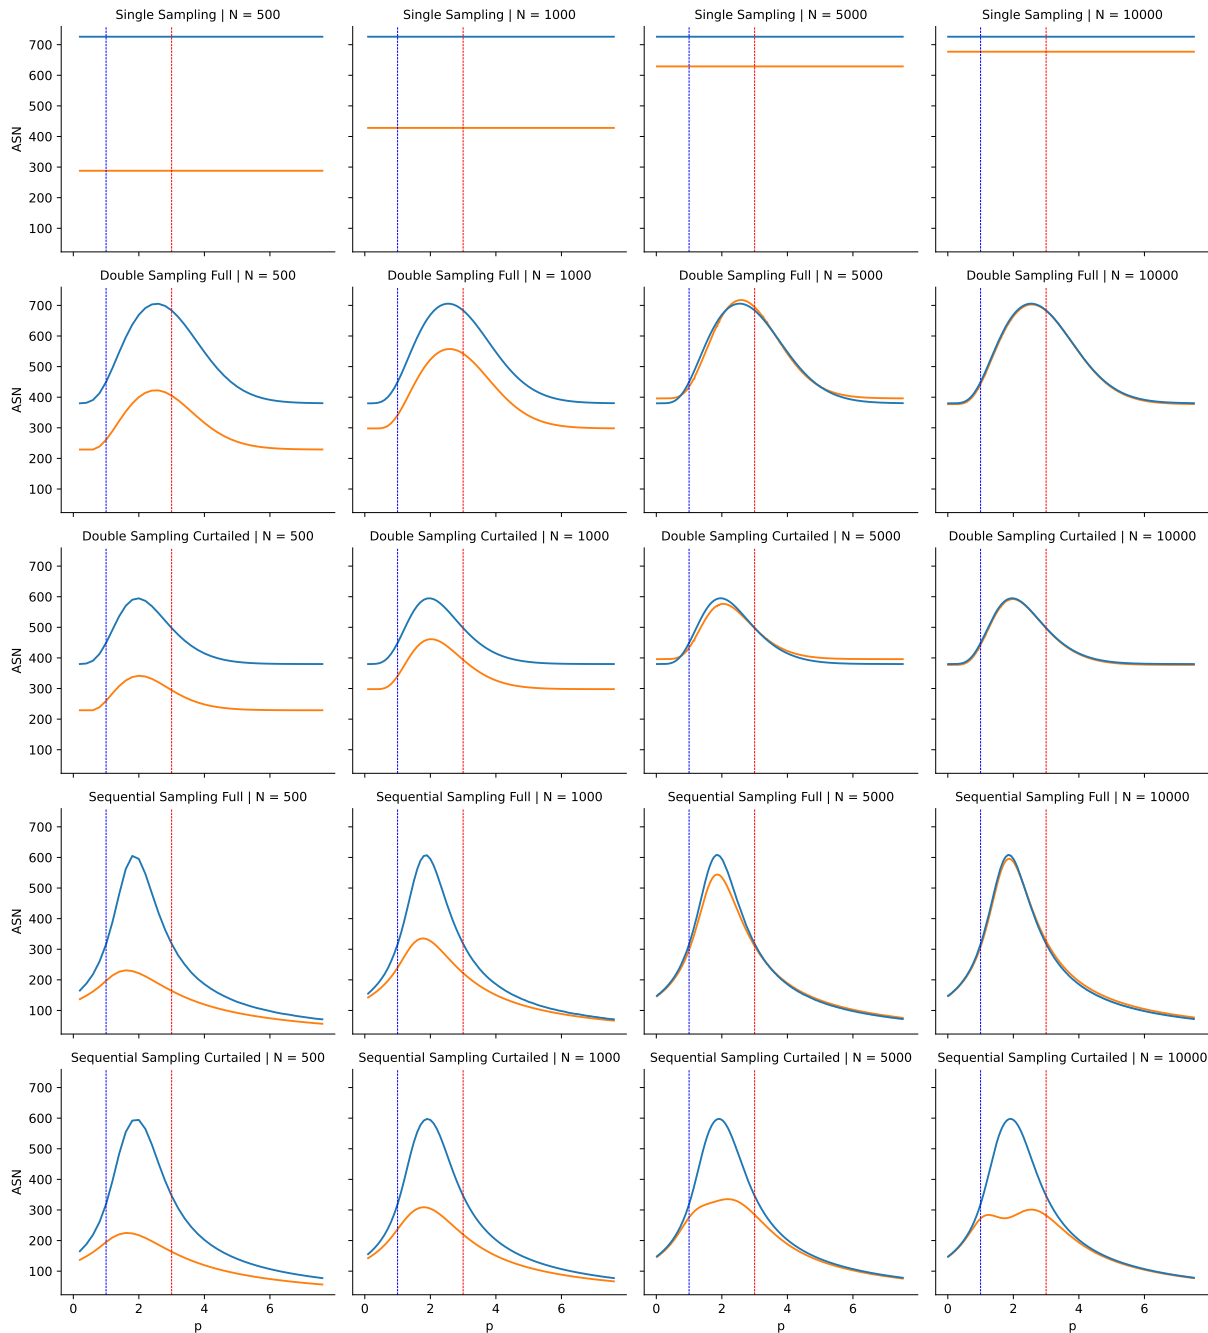 Single Sampling | N = 500
Single Sampling | N = 1000
Single Sampling | N = 5000
Single Sampling | N = 10000
700
600
500
400
300
200
100
ASN
Double Sampling Full | N = 500
Double Sampling Full | N = 1000
Double Sampling Full | N = 5000
Double Sampling Full | N = 10000
700
600
500
400
300
200
100
ASN
Double Sampling Curtailed | N = 500
Double Sampling Curtailed | N = 1000
Double Sampling Curtailed | N = 5000
Double Sampling Curtailed | N = 10000
700
600
500
400
300
200
100
ASN
Sequential Sampling Full | N = 500
Sequential Sampling Full | N = 1000
Sequential Sampling Full | N = 5000
Sequential Sampling Full | N = 10000
700
600
500
400
300
200
100
ASN
Sequential Sampling Curtailed | N = 500
Sequential Sampling Curtailed | N = 1000
Sequential Sampling Curtailed | N = 5000
Sequential Sampling Curtailed | N = 10000
700
600
500
400
300
200
100
ASN
0 2 4 6
0 2 4 6
0 2 4 6
0 2 4 6
p
p
p
p